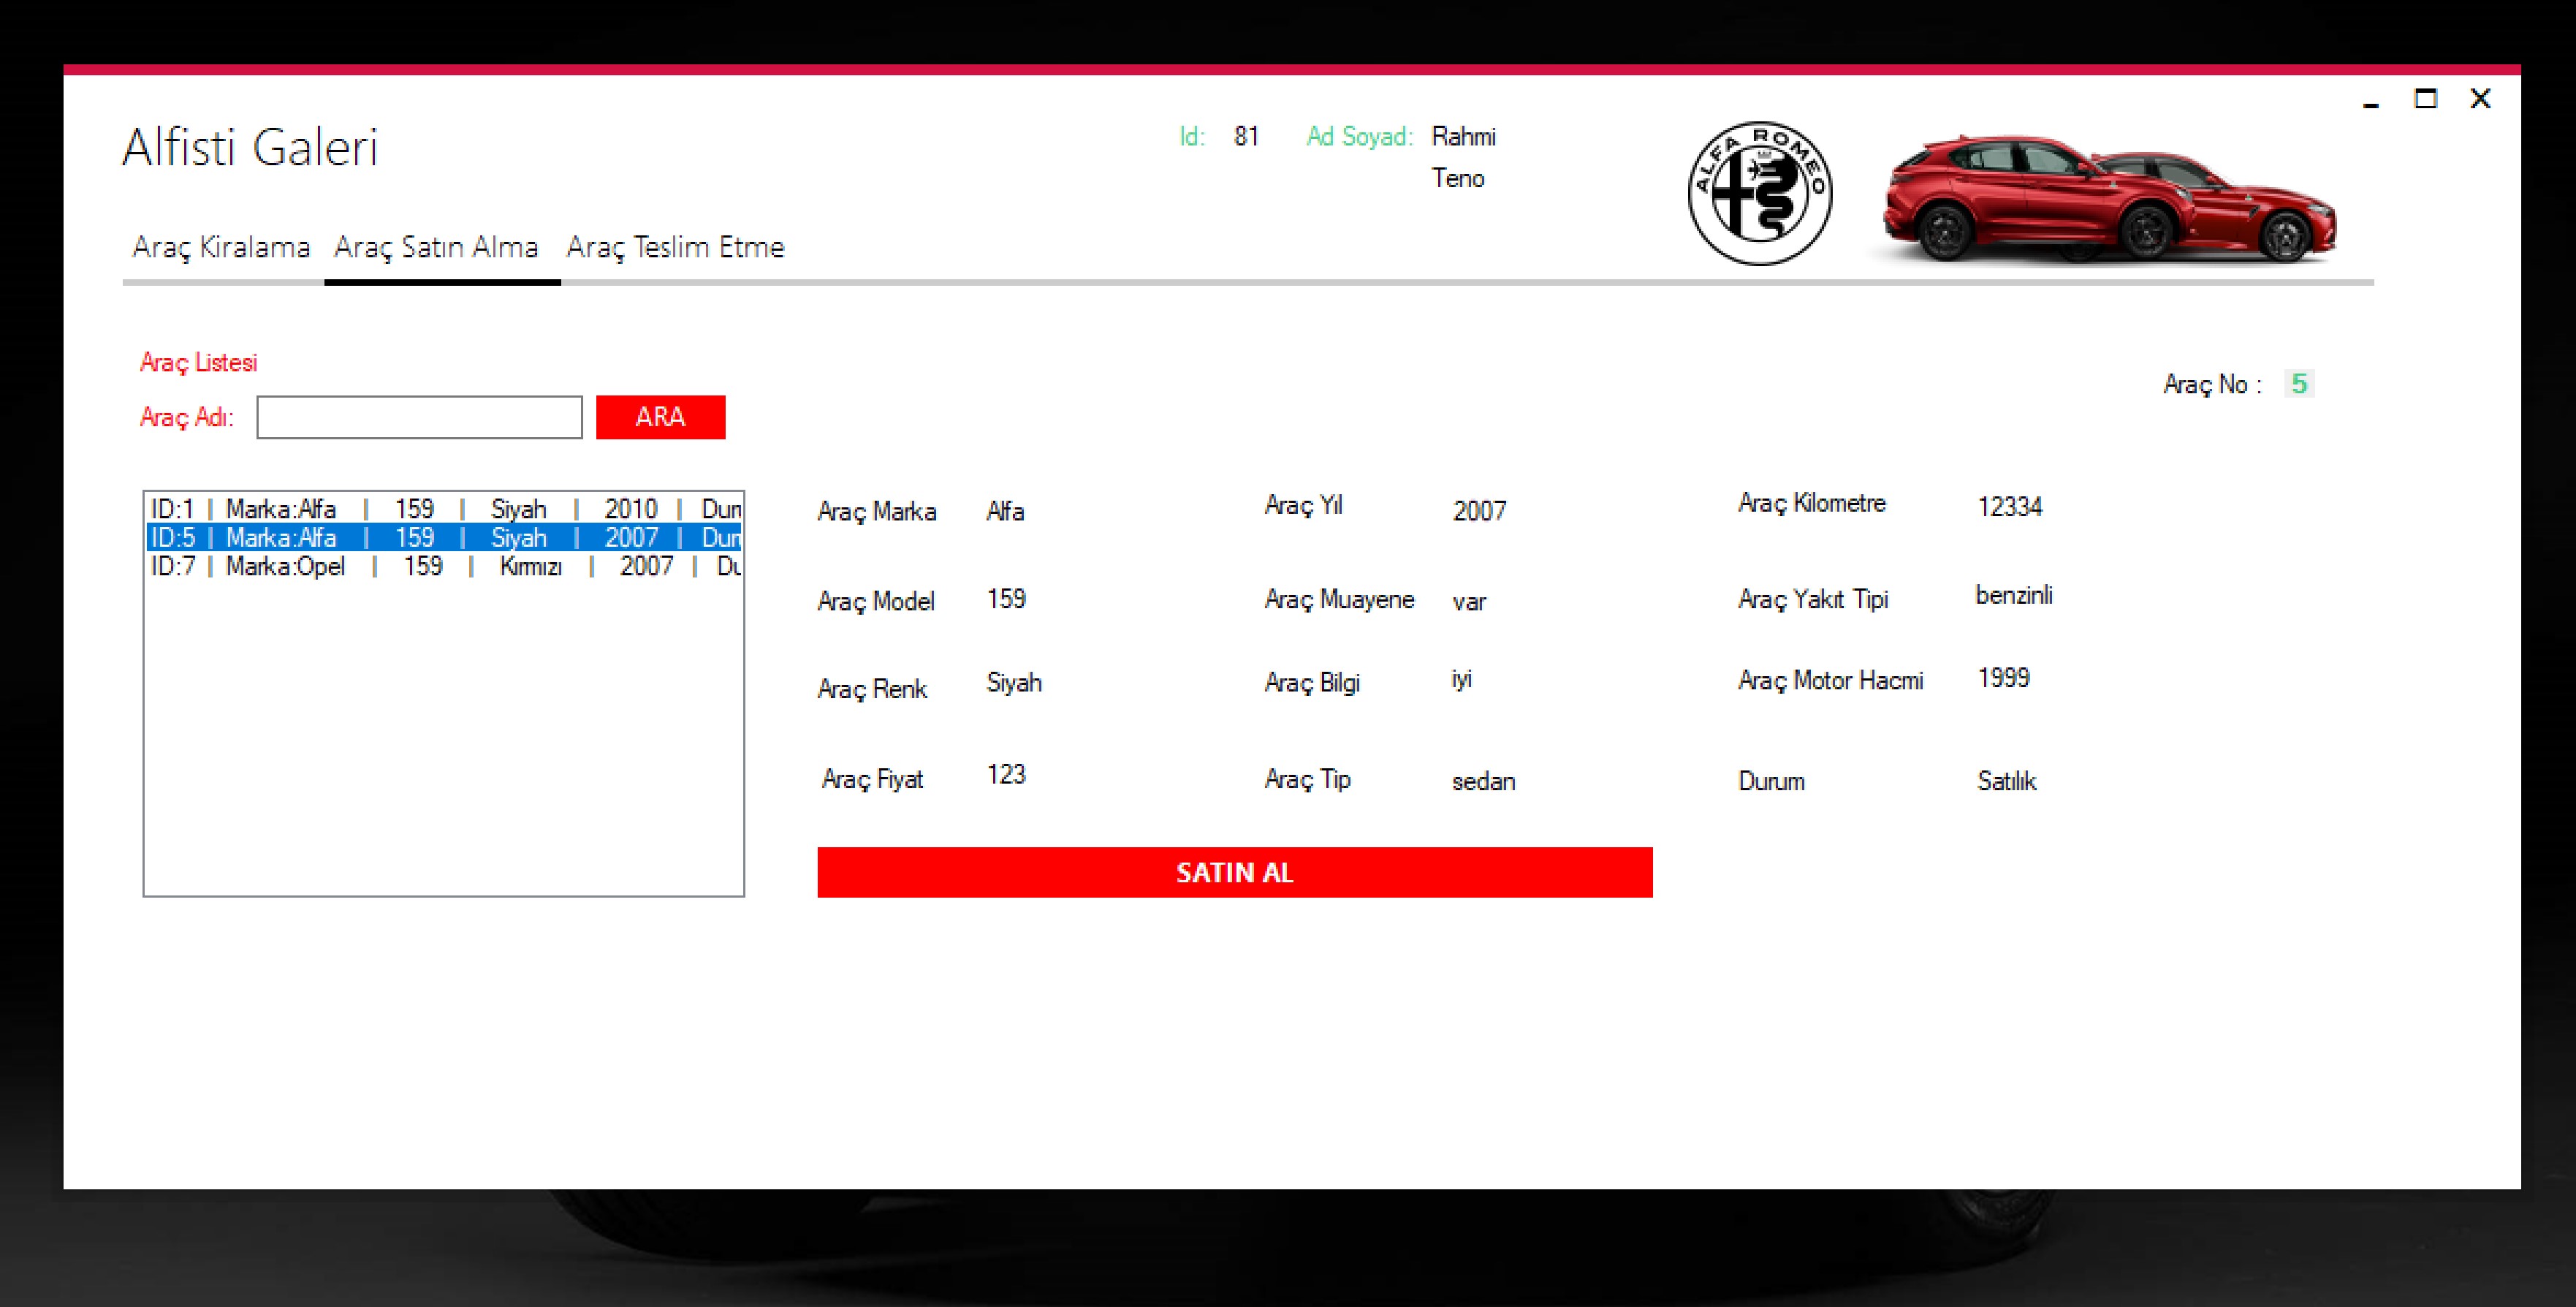 Alfisti Galeri
Id: 81 Ad Soyad: Rahmi
Teno
ALFA ROMEO
Araç Kiralama Araç Satın Alma Araç Teslim Etme
Araç Listesi
Araç No : 5
Araç Adı: ARA
ID:1 | Marka:Alfa | 159 | Siyah | 2010 |
ID:5 | Marka:Alfa | 159 | Siyah | 2007 |
ID:7 | Marka:Opel | 159 | Kırmızı | 2007 |
Araç Marka Alfa Araç Yıl 2007 Araç Kilometre 12334
Araç Model 159 Araç Muayene var Araç Yakıt Tipi benzinli
Araç Renk Siyah Araç Bilgi iyi Araç Motor Hacmi 1999
Araç Fiyat 123 Araç Tip sedan Durum Satılık
SATIN AL